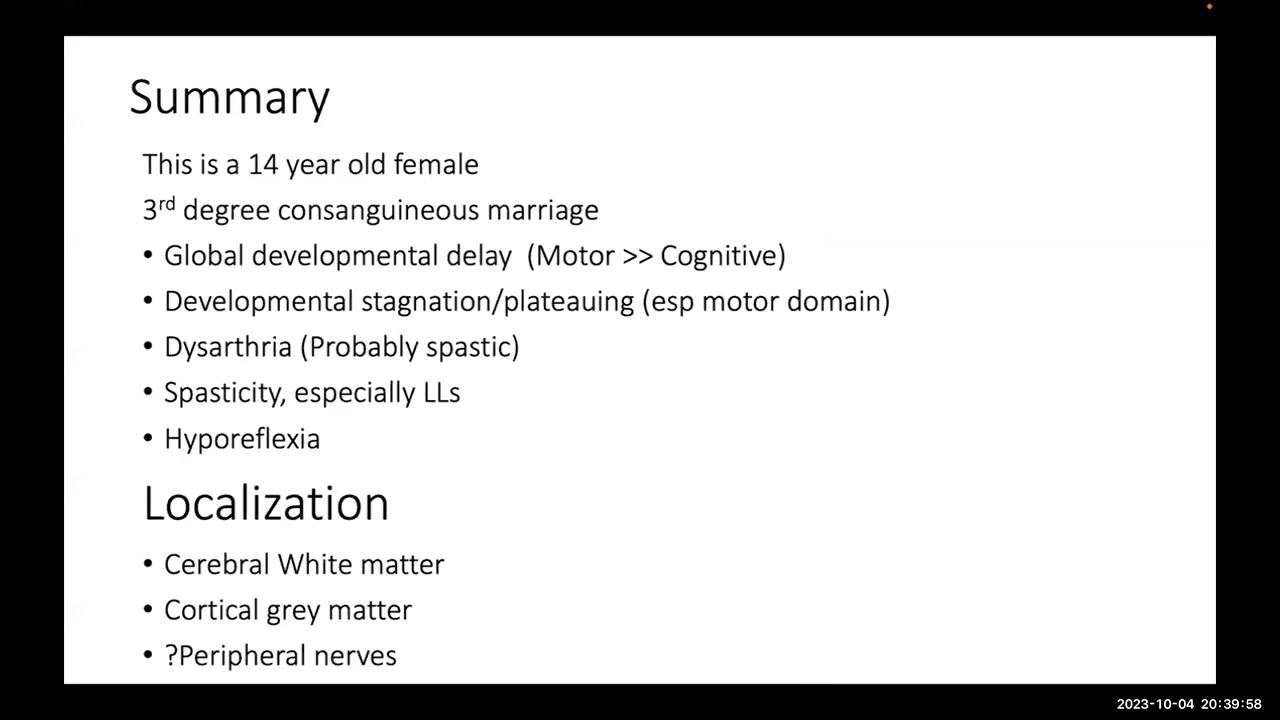 Summary
This is a 14 year old female
3rd degree consanguineous marriage
• Global developmental delay (Motor >> Cognitive)
• Developmental stagnation/plateauing (esp motor domain)
• Dysarthria (Probably spastic)
• Spasticity, especially LLs
• Hyporeflexia
Localization
• Cerebral White matter
• Cortical grey matter
• ?Peripheral nerves
2023-10-04 20:39:58